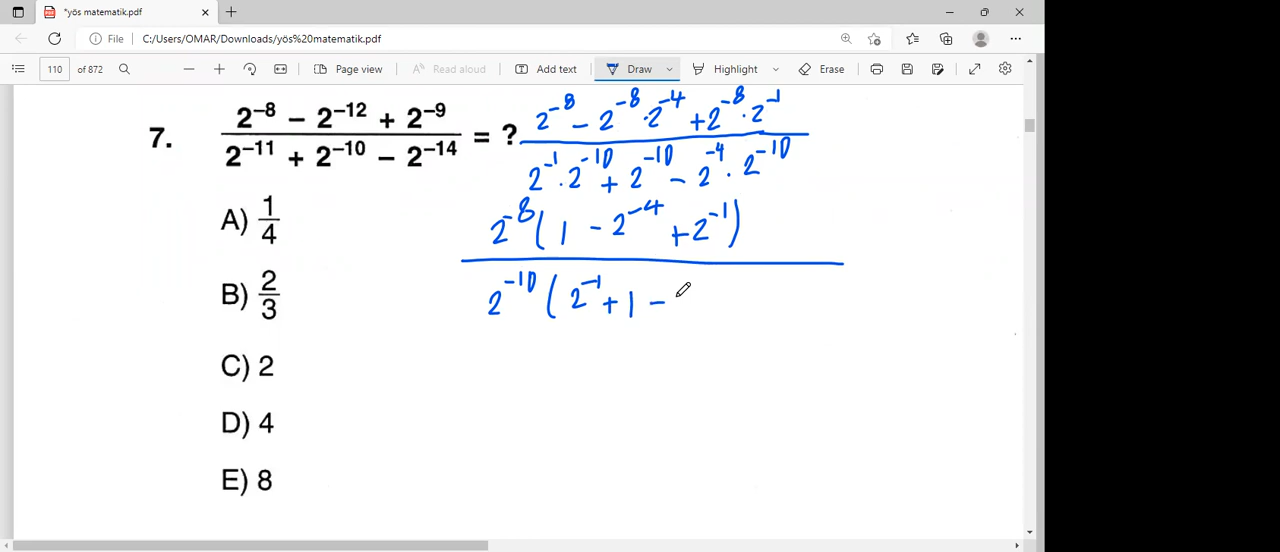 *yös matematik.pdf
File C:/Users/OMAR/Downloads/yös%20matematik.pdf
110 of 872 Page view Read aloud Add text Draw Highlight Erase
7. (2⁻⁸ − 2⁻¹² + 2⁻⁹) / (2⁻¹¹ + 2⁻¹⁰ − 2⁻¹⁴) = ?
(2⁻⁸ − 2⁻⁸ · 2⁻⁴ + 2⁻⁸ · 2⁻¹) / (2⁻¹ · 2⁻¹⁰ + 2⁻¹⁰ − 2⁻⁴ · 2⁻¹⁰)
2⁻⁸(1 − 2⁻⁴ + 2⁻¹)
2⁻¹⁰(2⁻¹ + 1 −
A) 1/4
B) 2/3
C) 2
D) 4
E) 8